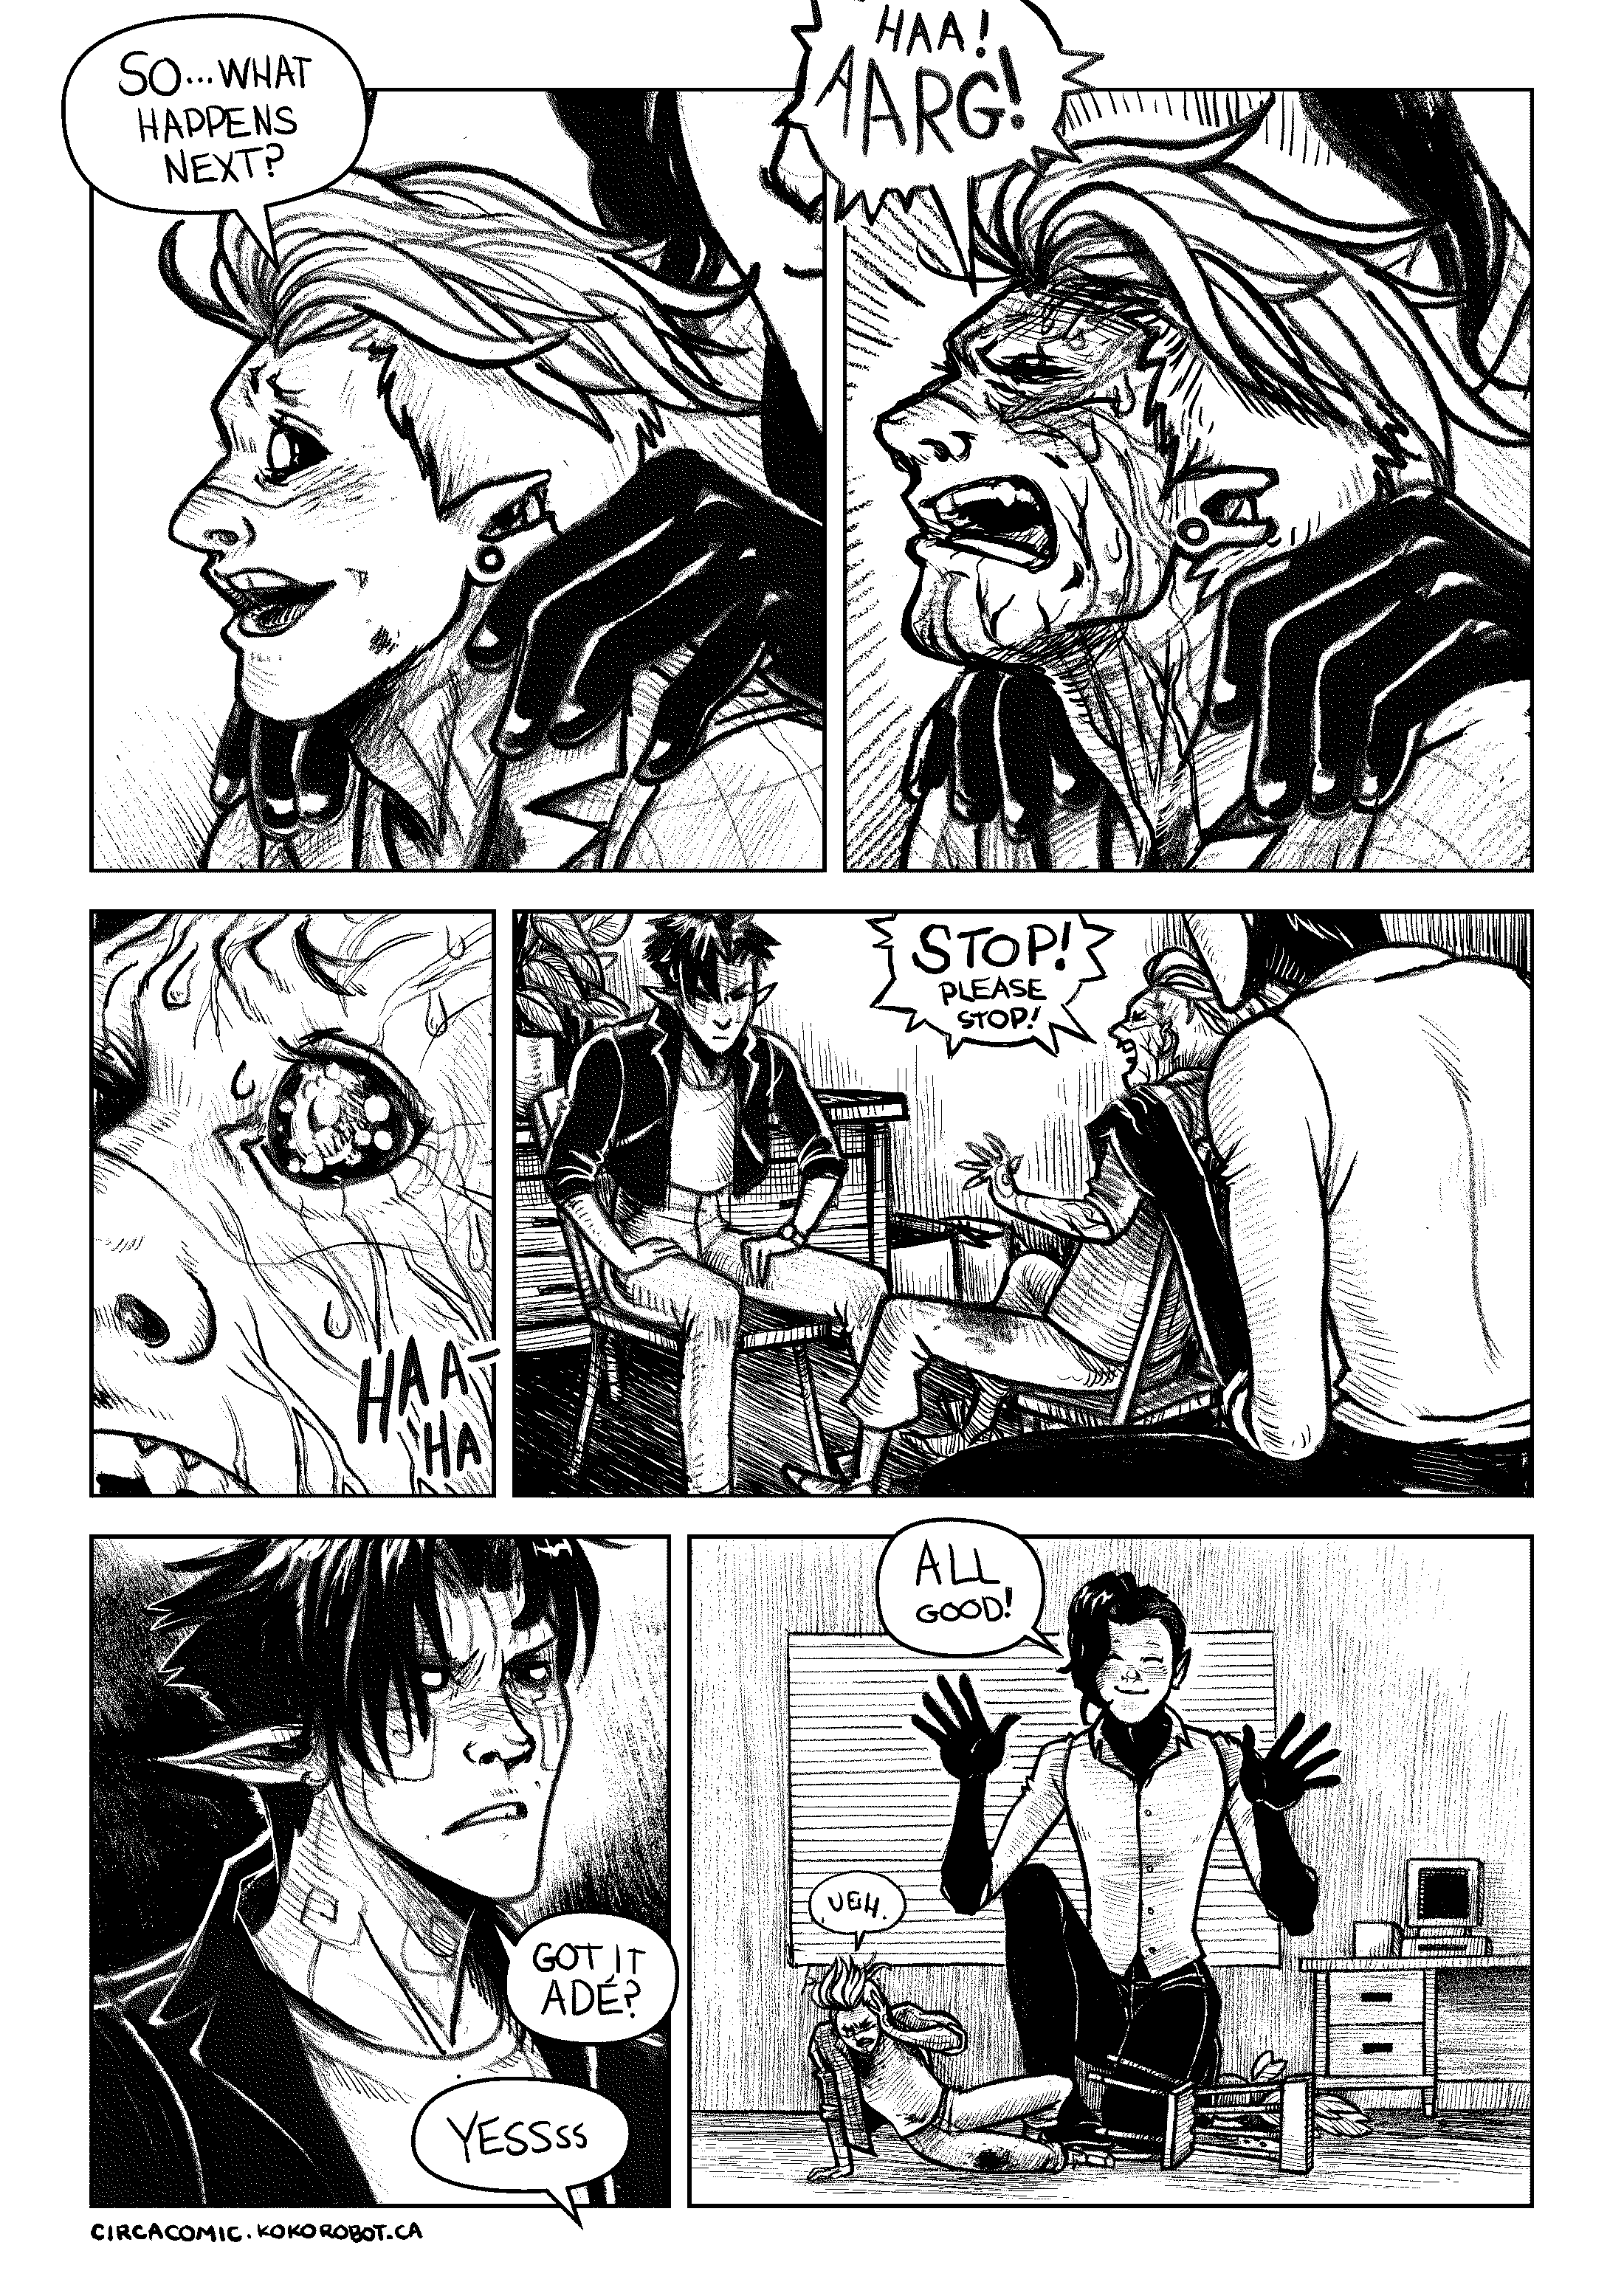 SO...WHAT
HAPPENS
NEXT?
HAA!
AARG!
HAA-
HA
STOP!
PLEASE
STOP!
GOT IT
ADÉ?
YESSSS
ALL
GOOD!
UGH.
CIRCACOMIC.KOKOROBOT.CA